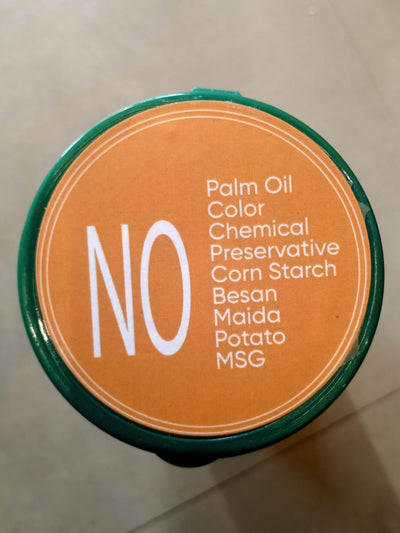 NO
Palm Oil
Color
Chemical
Preservative
Corn Starch
Besan
Maida
Potato
MSG